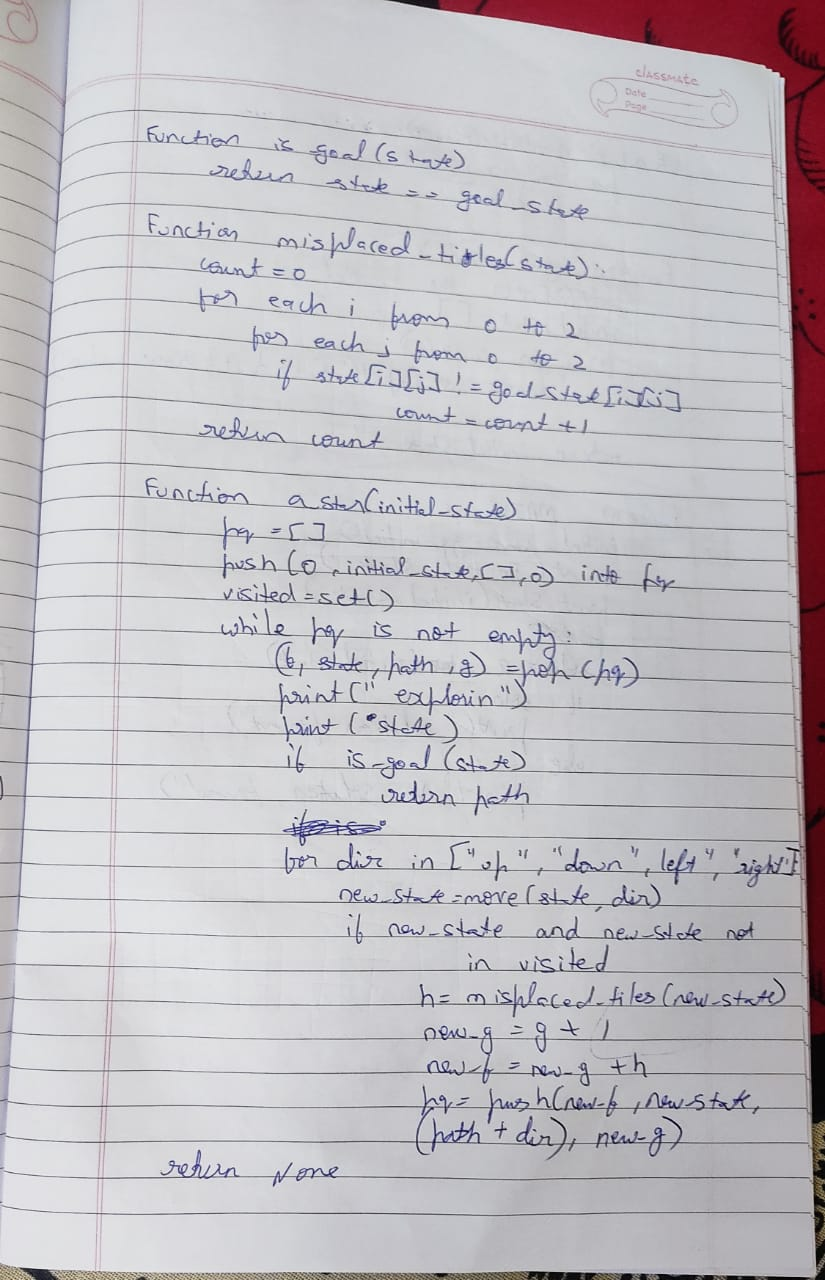 classmate
Date
Page
Function is goal (state)
return state == goal_state
Function misplaced_titles(state):
count = 0
for each i from 0 to 2
for each j from 0 to 2
if state[i][j] != goal_state[i][j]
count = count + 1
return count
Function a star(initial_state)
pq = []
push (0, initial_state, [], 0) into pq
visited = set()
while pq is not empty:
(f, state, path, g) = pop (pq)
print (" explorin")
print ("state)
if is_goal (state)
return path
for dir in ["up", "down", left", "right"]
new_state = move (state, dir)
if new_state and new_state not
in visited
h = misplaced_tiles (new_state)
new_g = g + 1
new_f = new_g + h
pq = push(new_f, new_state,
(path + dir), new_g)
return None